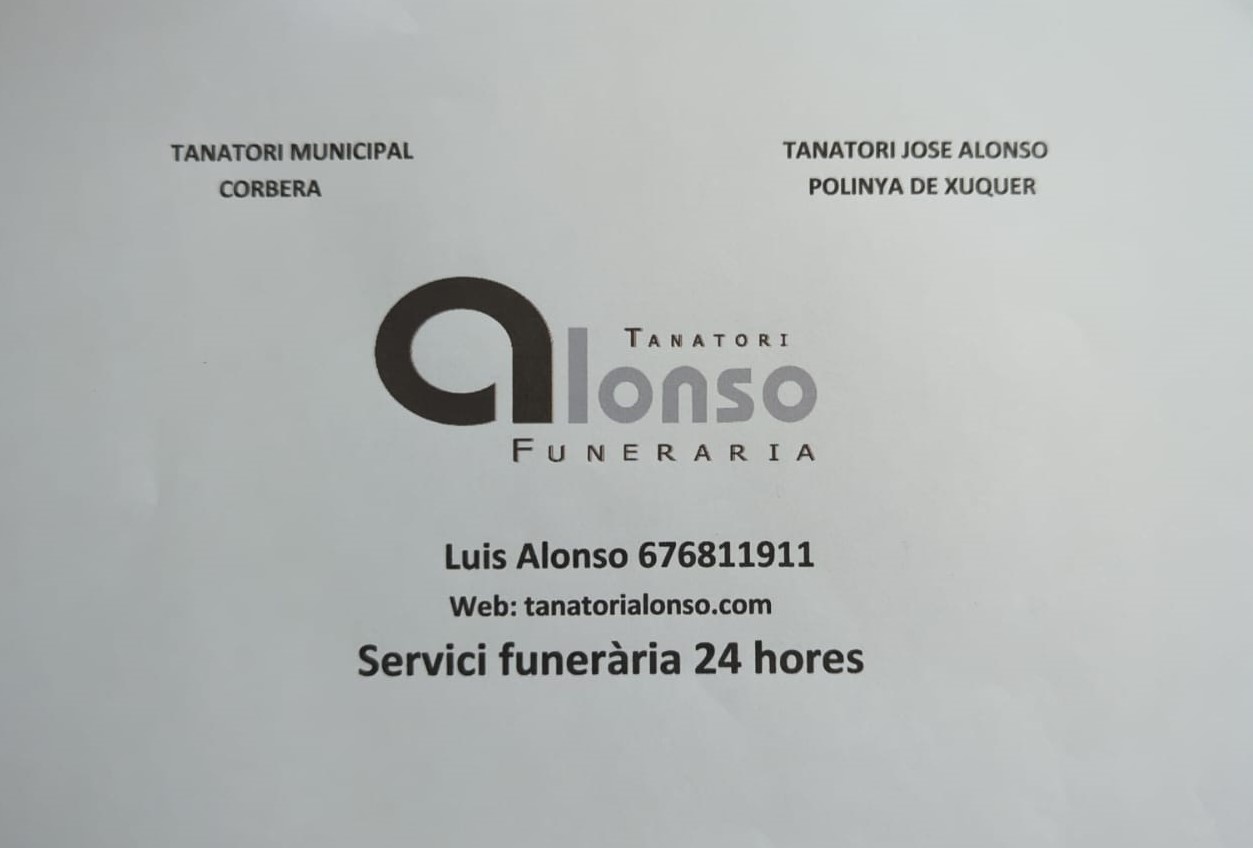 TANATORI MUNICIPAL
CORBERA
TANATORI JOSE ALONSO
POLINYA DE XUQUER
TANATORI
alonso
FUNERARIA
Luis Alonso 676811911
Web: tanatorialonso.com
Servici funerària 24 hores